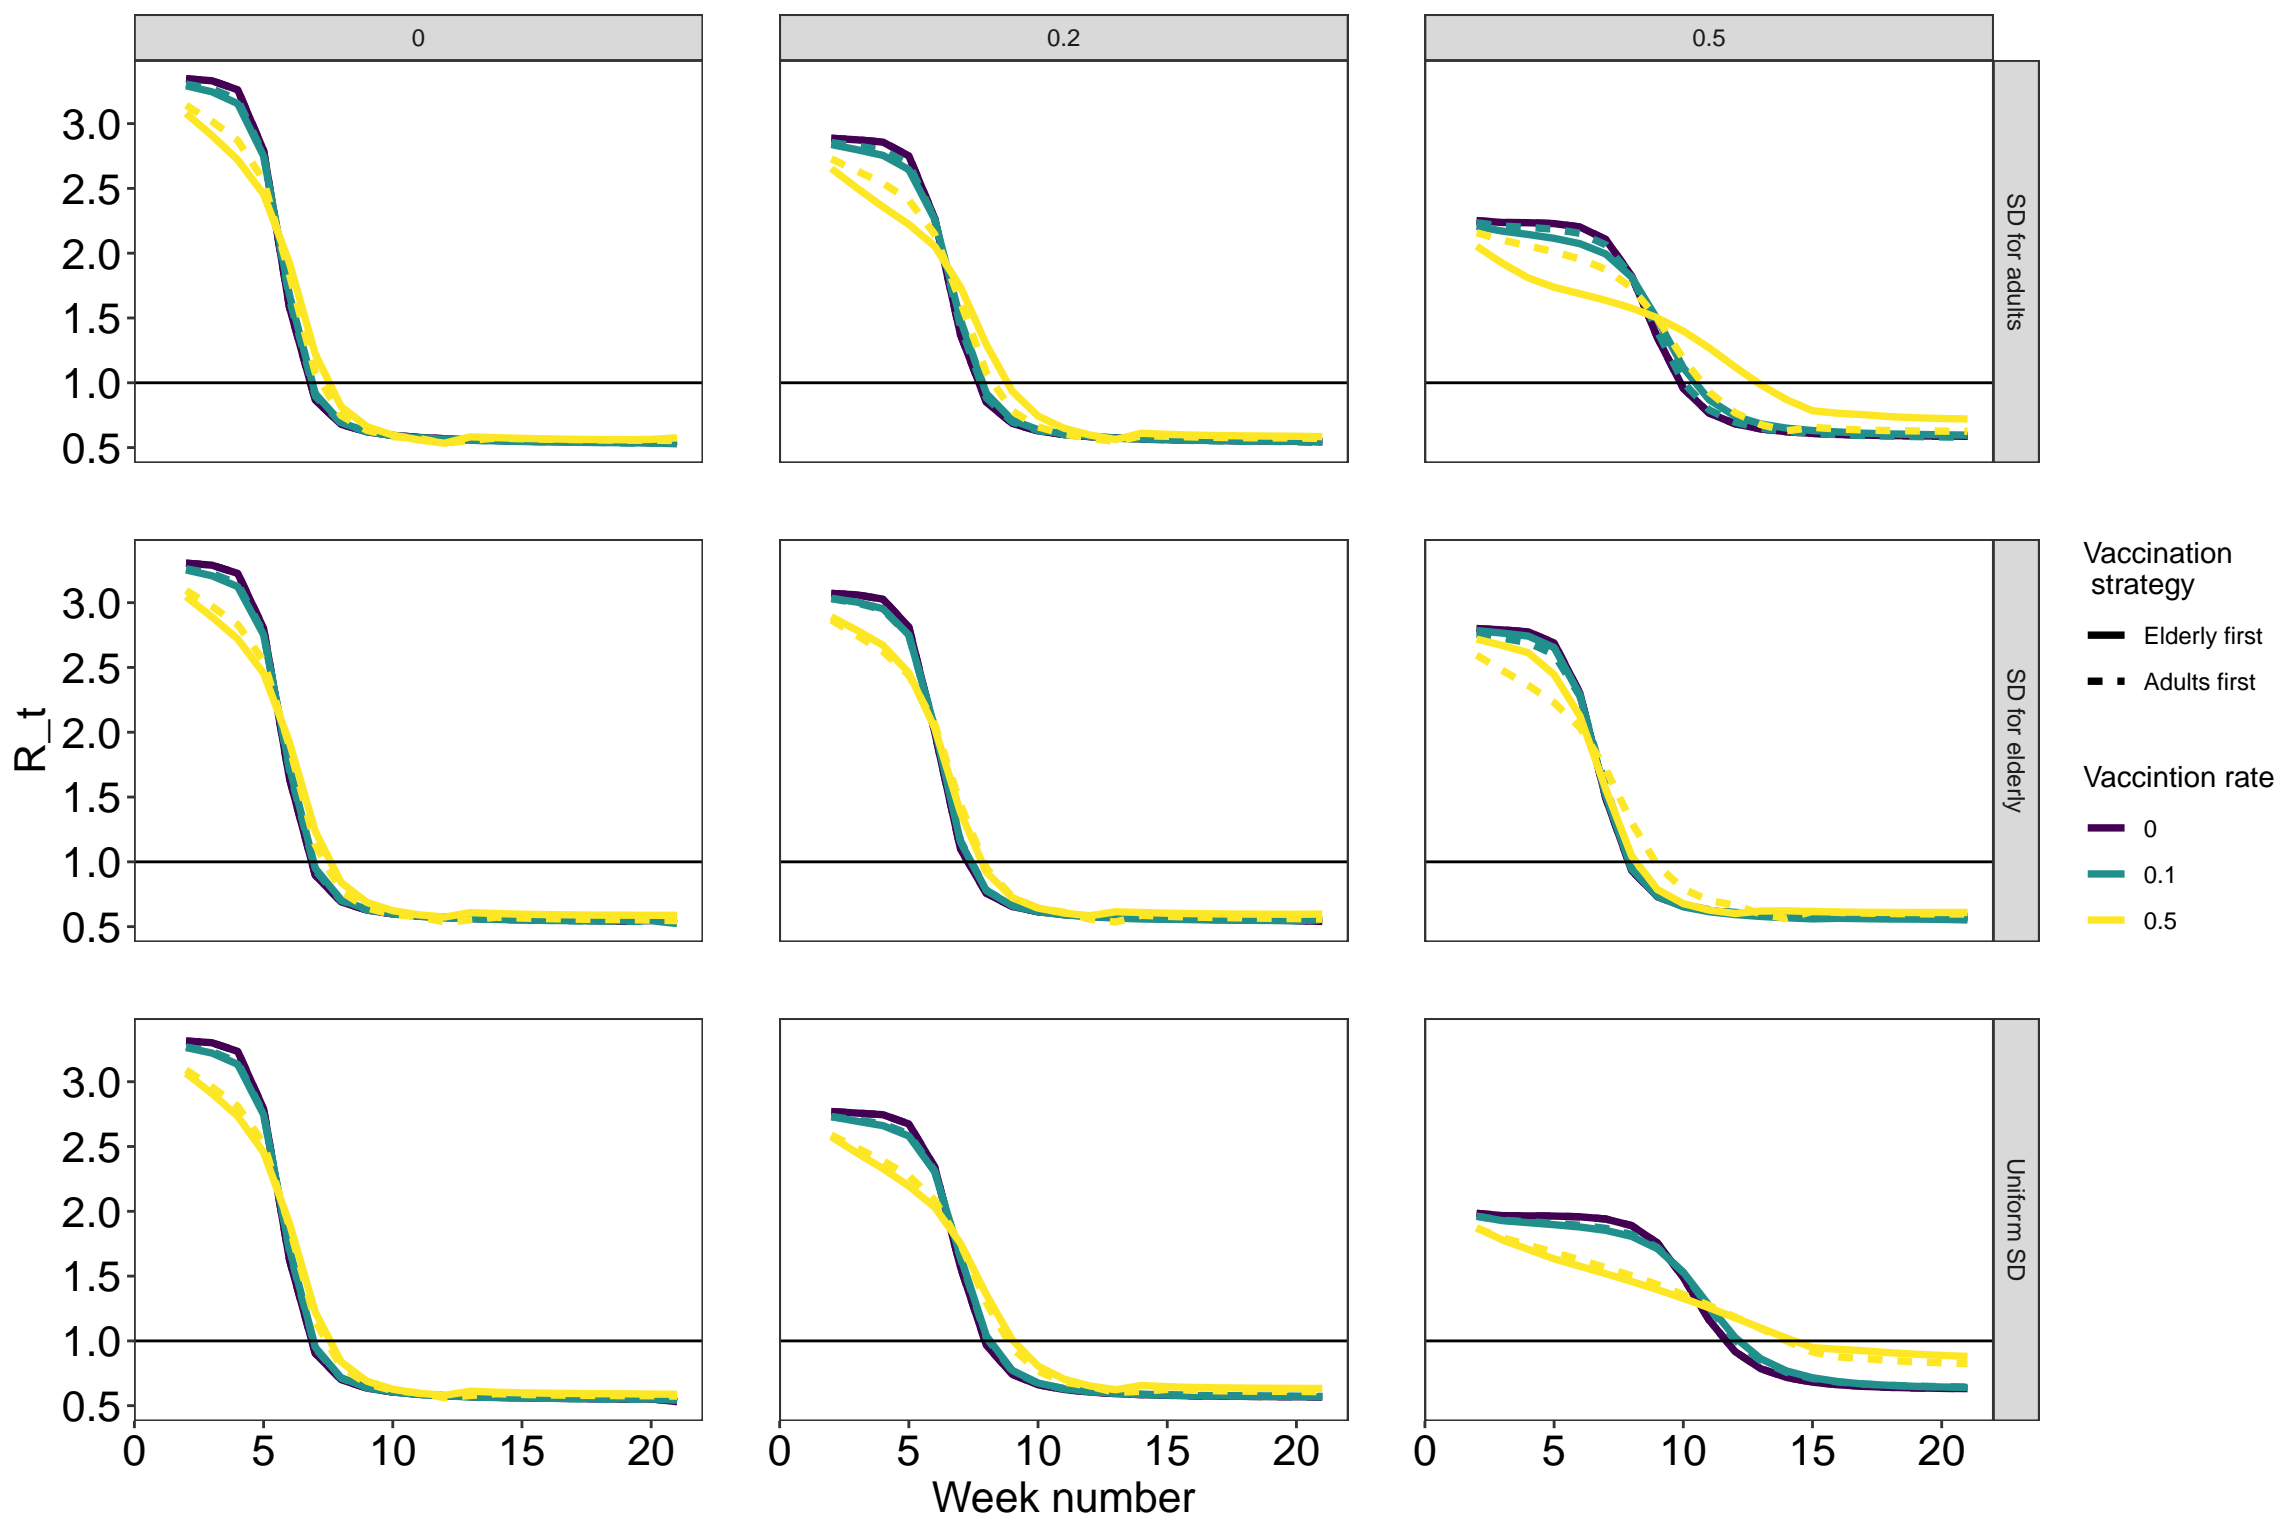 0 0.2 0.5
3.0
2.5
2.0
1.5
1.0
0.5
SD for adults
3.0
2.5
2.0
1.5
1.0
0.5
SD for elderly
R_t
3.0
2.5
2.0
1.5
1.0
0.5
Uniform SD
0 5 10 15 20 0 5 10 15 20 0 5 10 15 20
Week number
Vaccination
strategy
Elderly first
Adults first
Vaccintion rate
0
0.1
0.5